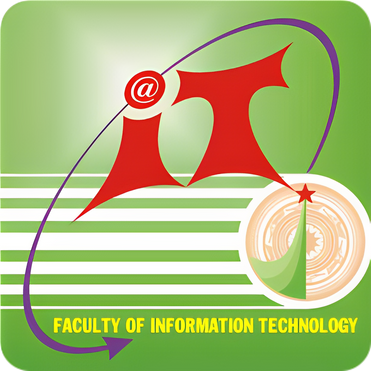 @
iT
FACULTY OF INFORMATION TECHNOLOGY